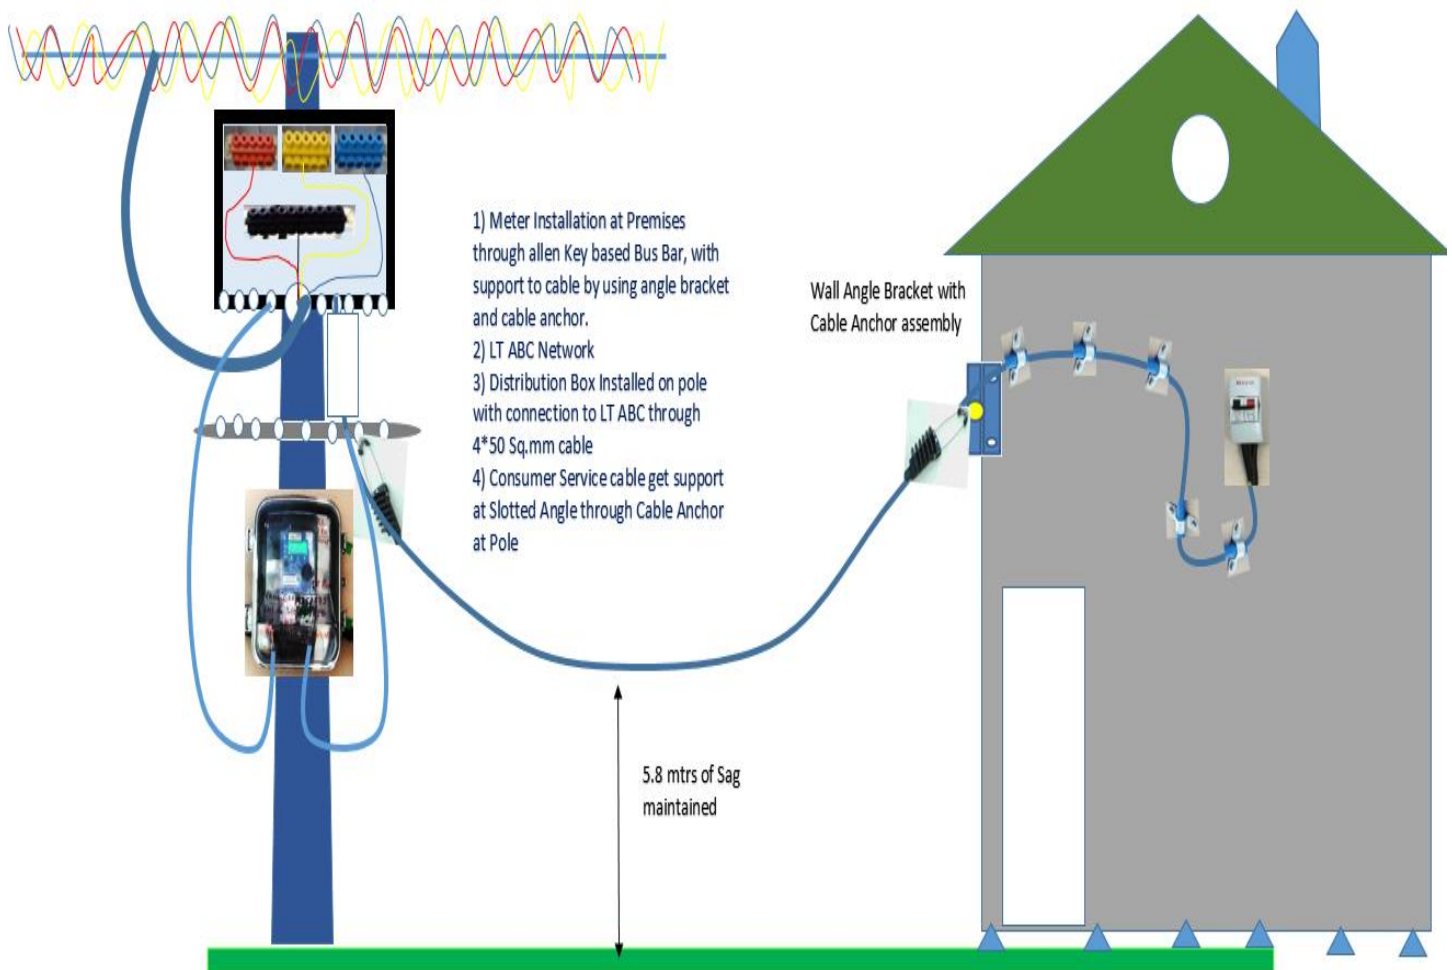 1) Meter Installation at Premises
through allen Key based Bus Bar, with
support to cable by using angle bracket
and cable anchor.
2) LT ABC Network
3) Distribution Box Installed on pole
with connection to LT ABC through
4*50 Sq.mm cable
4) Consumer Service cable get support
at Slotted Angle through Cable Anchor
at Pole
Wall Angle Bracket with
Cable Anchor assembly
5.8 mtrs of Sag
maintained